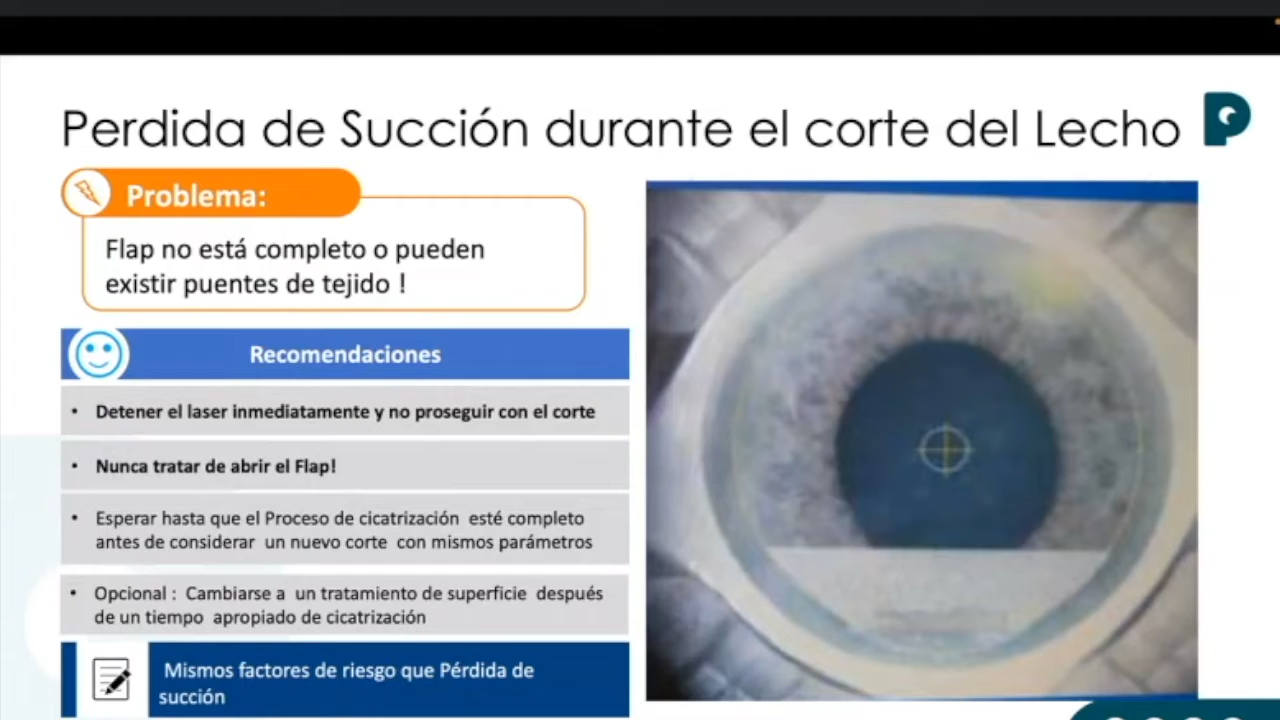 Perdida de Succión durante el corte del Lecho
Problema:
Flap no está completo o pueden
existir puentes de tejido !
Recomendaciones
• Detener el laser inmediatamente y no proseguir con el corte
• Nunca tratar de abrir el Flap!
• Esperar hasta que el Proceso de cicatrización esté completo
antes de considerar un nuevo corte con mismos parámetros
• Opcional : Cambiarse a un tratamiento de superficie después
de un tiempo apropiado de cicatrización
Mismos factores de riesgo que Pérdida de
succión